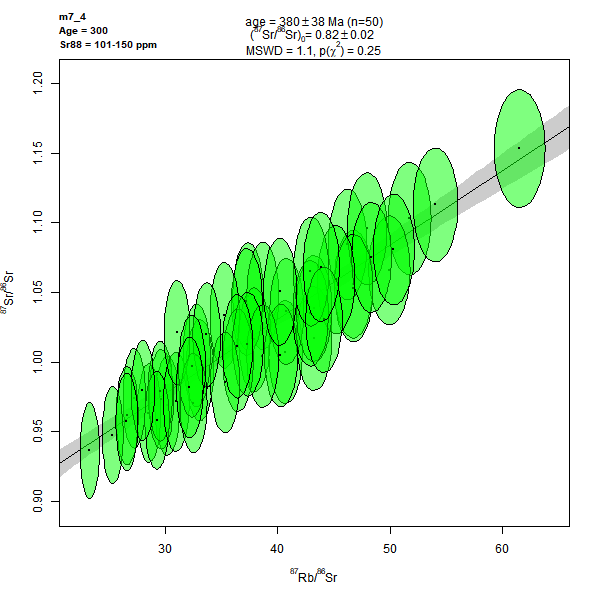 m7_4
Age = 300
Sr88 = 101-150 ppm
age = 380 ± 38 Ma (n=50)
(⁸⁷Sr/⁸⁶Sr)₀= 0.82 ± 0.02
MSWD = 1.1, p(χ²) = 0.25
1.20
1.15
1.10
1.05
1.00
0.95
0.90
⁸⁷Sr/⁸⁶Sr
30 40 50 60
⁸⁷Rb/⁸⁶Sr